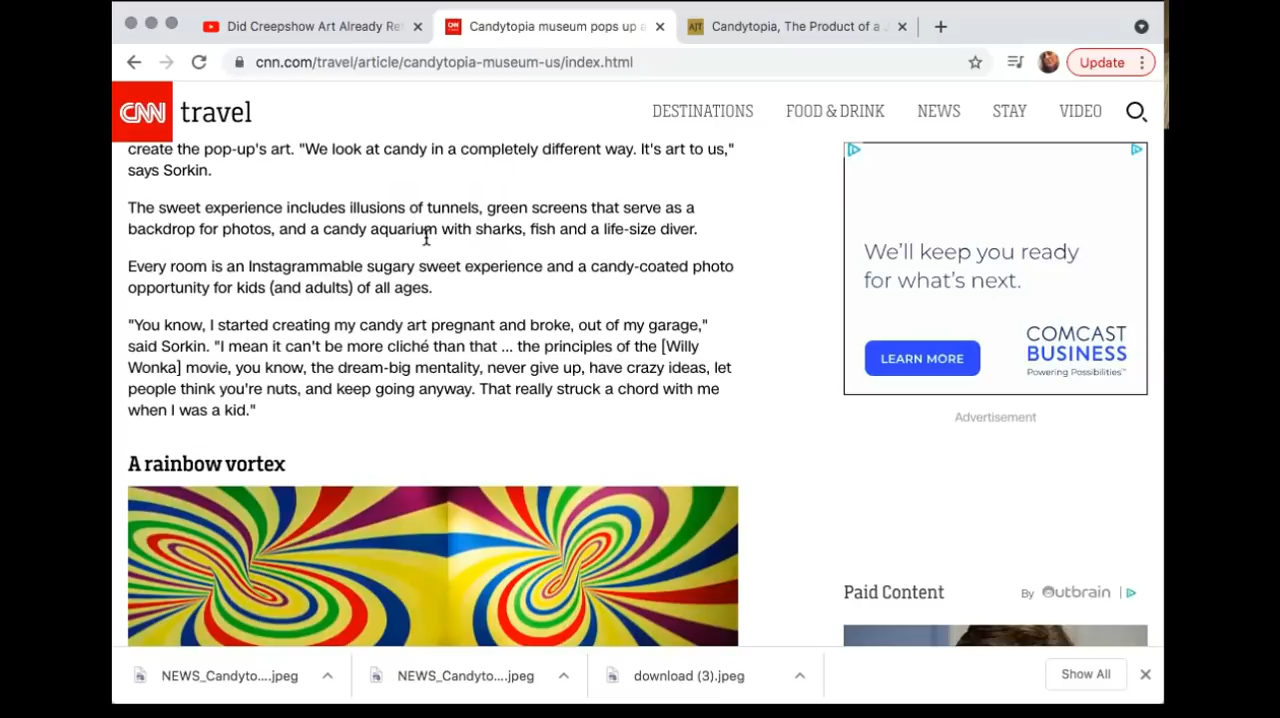 Did Creepshow Art Already Re
Candytopia museum pops up a
Candytopia, The Product of a J
cnn.com/travel/article/candytopia-museum-us/index.html
Update
CNN travel
DESTINATIONS
FOOD & DRINK
NEWS
STAY
VIDEO
create the pop-up's art. "We look at candy in a completely different way. It's art to us,"
says Sorkin.
The sweet experience includes illusions of tunnels, green screens that serve as a
backdrop for photos, and a candy aquarium with sharks, fish and a life-size diver.
Every room is an Instagrammable sugary sweet experience and a candy-coated photo
opportunity for kids (and adults) of all ages.
"You know, I started creating my candy art pregnant and broke, out of my garage,"
said Sorkin. "I mean it can't be more cliché than that ... the principles of the [Willy
Wonka] movie, you know, the dream-big mentality, never give up, have crazy ideas, let
people think you're nuts, and keep going anyway. That really struck a chord with me
when I was a kid."
A rainbow vortex
We'll keep you ready
for what's next.
LEARN MORE
COMCAST
BUSINESS
Powering Possibilities™
Advertisement
Paid Content
By Outbrain
NEWS_Candyto....jpeg
NEWS_Candyto....jpeg
download (3).jpeg
Show All